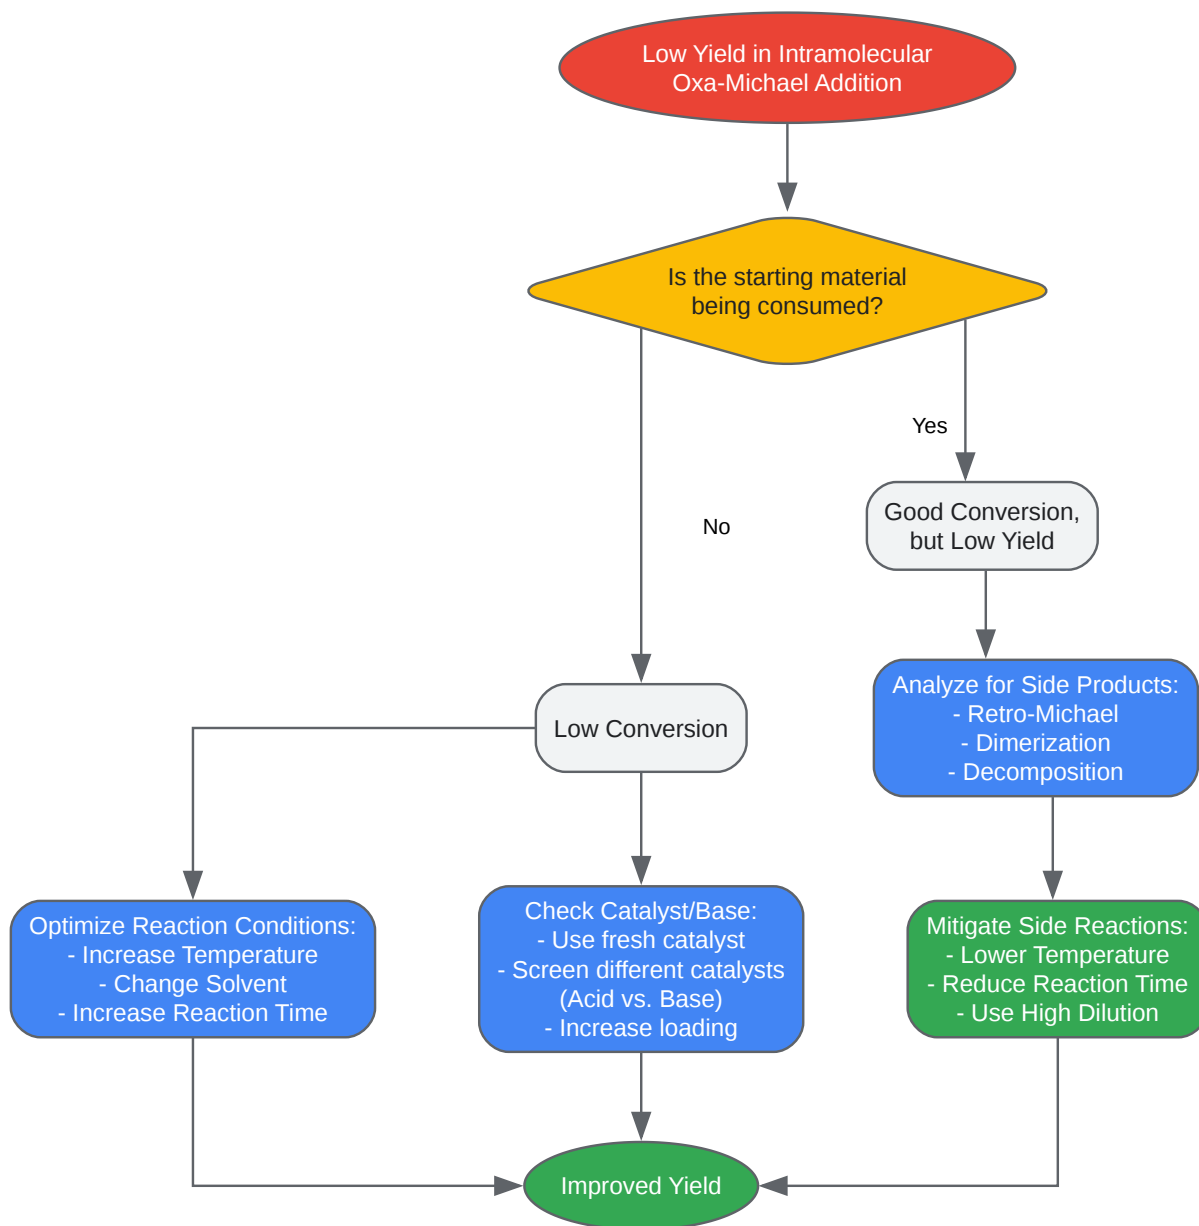 Low Yield in Intramolecular
Oxa-Michael Addition
Is the starting material
being consumed?
Yes
No
Good Conversion,
but Low Yield
Low Conversion
Analyze for Side Products:
- Retro-Michael
- Dimerization
- Decomposition
Optimize Reaction Conditions:
- Increase Temperature
- Change Solvent
- Increase Reaction Time
Check Catalyst/Base:
- Use fresh catalyst
- Screen different catalysts
(Acid vs. Base)
- Increase loading
Mitigate Side Reactions:
- Lower Temperature
- Reduce Reaction Time
- Use High Dilution
Improved Yield